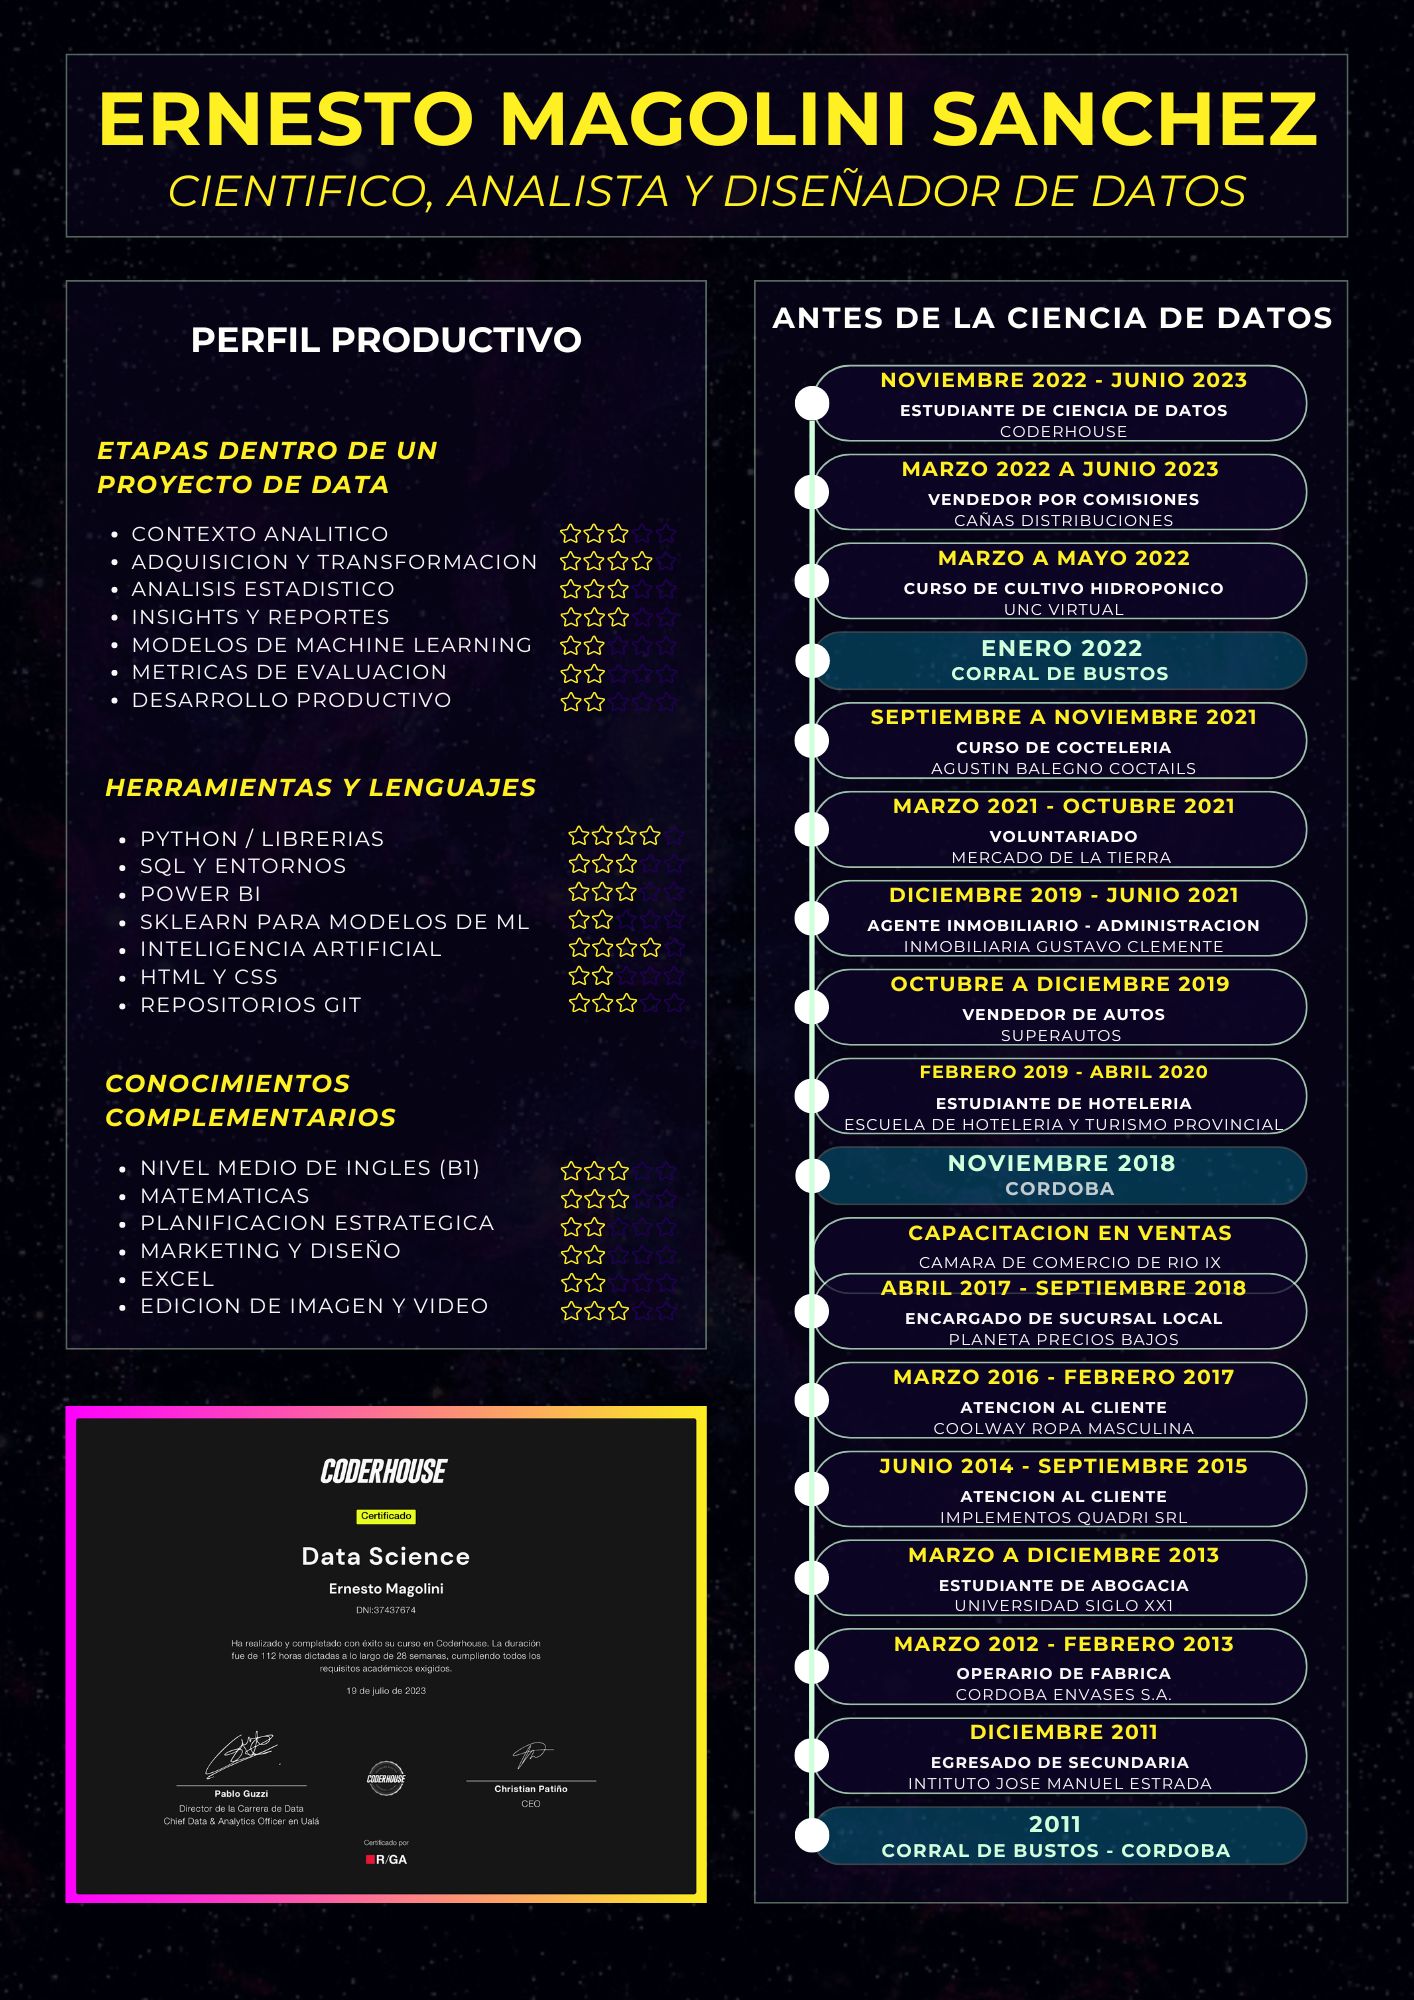 ERNESTO MAGOLINI SANCHEZ
CIENTIFICO, ANALISTA Y DISEÑADOR DE DATOS
PERFIL PRODUCTIVO
ETAPAS DENTRO DE UN
PROYECTO DE DATA
CONTEXTO ANALITICO
ADQUISICION Y TRANSFORMACION
ANALISIS ESTADISTICO
INSIGHTS Y REPORTES
MODELOS DE MACHINE LEARNING
METRICAS DE EVALUACION
DESARROLLO PRODUCTIVO
HERRAMIENTAS Y LENGUAJES
PYTHON / LIBRERIAS
SQL Y ENTORNOS
POWER BI
SKLEARN PARA MODELOS DE ML
INTELIGENCIA ARTIFICIAL
HTML Y CSS
REPOSITORIOS GIT
CONOCIMIENTOS
COMPLEMENTARIOS
NIVEL MEDIO DE INGLES (B1)
MATEMATICAS
PLANIFICACION ESTRATEGICA
MARKETING Y DISEÑO
EXCEL
EDICION DE IMAGEN Y VIDEO
CODERHOUSE
Certificado
Data Science
Ernesto Magolini
DNI:37437674
Ha realizado y completado con éxito su curso en Coderhouse. La duración
fue de 112 horas dictadas a lo largo de 28 semanas, cumpliendo todos los
requisitos académicos exigidos.
19 de julio de 2023
Pablo Guzzi
Director de la Carrera de Data
Chief Data & Analytics Officer en Ualá
CODERHOUSE
Christian Patiño
CEO
Certificado por
R/GA
ANTES DE LA CIENCIA DE DATOS
NOVIEMBRE 2022 - JUNIO 2023
ESTUDIANTE DE CIENCIA DE DATOS
CODERHOUSE
MARZO 2022 A JUNIO 2023
VENDEDOR POR COMISIONES
CAÑAS DISTRIBUCIONES
MARZO A MAYO 2022
CURSO DE CULTIVO HIDROPONICO
UNC VIRTUAL
ENERO 2022
CORRAL DE BUSTOS
SEPTIEMBRE A NOVIEMBRE 2021
CURSO DE COCTELERIA
AGUSTIN BALEGNO COCTAILS
MARZO 2021 - OCTUBRE 2021
VOLUNTARIADO
MERCADO DE LA TIERRA
DICIEMBRE 2019 - JUNIO 2021
AGENTE INMOBILIARIO - ADMINISTRACION
INMOBILIARIA GUSTAVO CLEMENTE
OCTUBRE A DICIEMBRE 2019
VENDEDOR DE AUTOS
SUPERAUTOS
FEBRERO 2019 - ABRIL 2020
ESTUDIANTE DE HOTELERIA
ESCUELA DE HOTELERIA Y TURISMO PROVINCIAL
NOVIEMBRE 2018
CORDOBA
CAPACITACION EN VENTAS
CAMARA DE COMERCIO DE RIO IX
ABRIL 2017 - SEPTIEMBRE 2018
ENCARGADO DE SUCURSAL LOCAL
PLANETA PRECIOS BAJOS
MARZO 2016 - FEBRERO 2017
ATENCION AL CLIENTE
COOLWAY ROPA MASCULINA
JUNIO 2014 - SEPTIEMBRE 2015
ATENCION AL CLIENTE
IMPLEMENTOS QUADRI SRL
MARZO A DICIEMBRE 2013
ESTUDIANTE DE ABOGACIA
UNIVERSIDAD SIGLO XX1
MARZO 2012 - FEBRERO 2013
OPERARIO DE FABRICA
CORDOBA ENVASES S.A.
DICIEMBRE 2011
EGRESADO DE SECUNDARIA
INTITUTO JOSE MANUEL ESTRADA
2011
CORRAL DE BUSTOS - CORDOBA